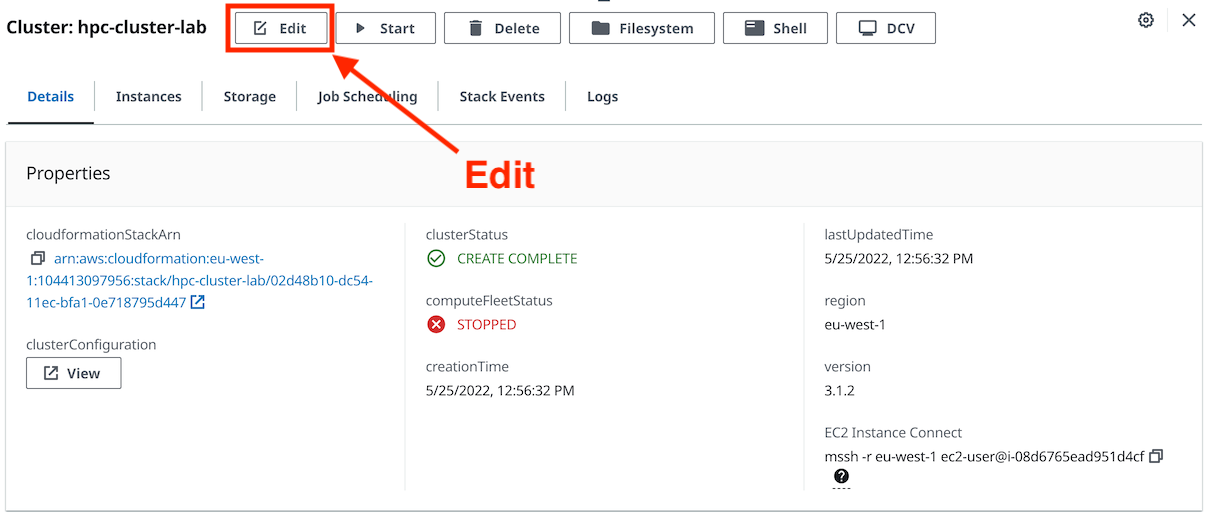 Cluster: hpc-cluster-lab
Edit
Start
Delete
Filesystem
Shell
DCV
Details
Instances
Storage
Job Scheduling
Stack Events
Logs
Edit
Properties
cloudformationStackArn
arn:aws:cloudformation:eu-west-
1:104413097956:stack/hpc-cluster-lab/02d48b10-dc54-
11ec-bfa1-0e718795d447
clusterConfiguration
View
clusterStatus
CREATE COMPLETE
computeFleetStatus
STOPPED
creationTime
5/25/2022, 12:56:32 PM
lastUpdatedTime
5/25/2022, 12:56:32 PM
region
eu-west-1
version
3.1.2
EC2 Instance Connect
mssh -r eu-west-1 ec2-user@i-08d6765ead951d4cf
?